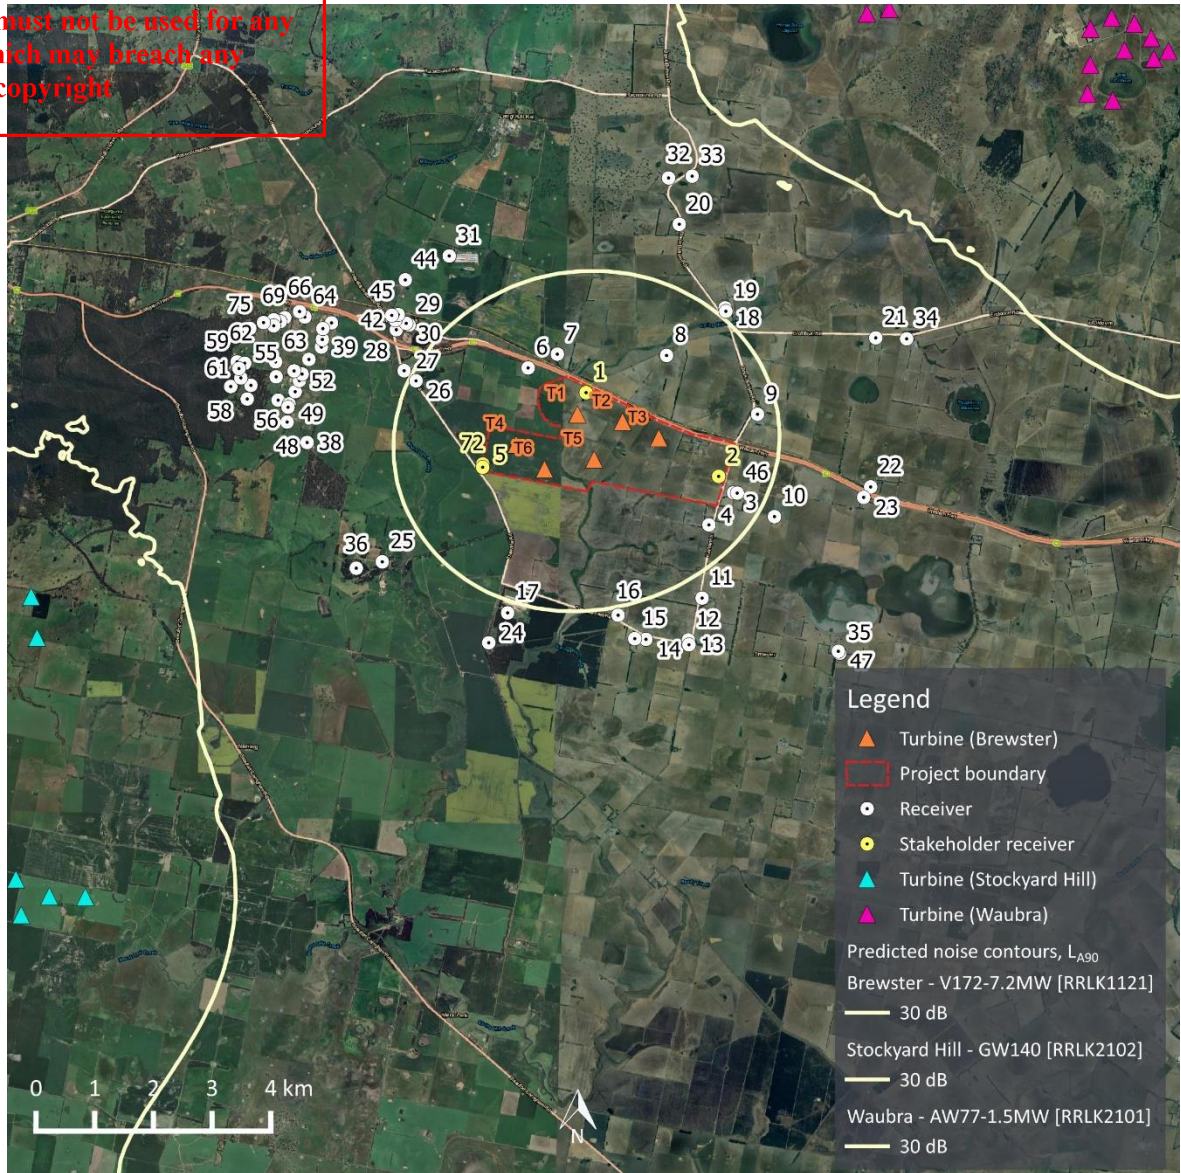 must not be used for any
which may breach any
copyright
32 33
20
31
44
66
69 64
75
45
29
19
18
59 62
42
30
21 34
63 39
28
7
8
55
6
61
27
1
52
26
T1
T2
58
9
56 49
T3
T4
T5
48 38
72 5
T6
2
46
3
22
10
23
4
36 25
17
16
11
15
12
24
14 13
35
47
Legend
Turbine (Brewster)
Project boundary
Receiver
Stakeholder receiver
Turbine (Stockyard Hill)
Turbine (Waubra)
Predicted noise contours, LA90
Brewster - V172-7.2MW [RRLK1121]
30 dB
Stockyard Hill - GW140 [RRLK2102]
30 dB
Waubra - AW77-1.5MW [RRLK2101]
30 dB
0 1 2 3 4 km
N